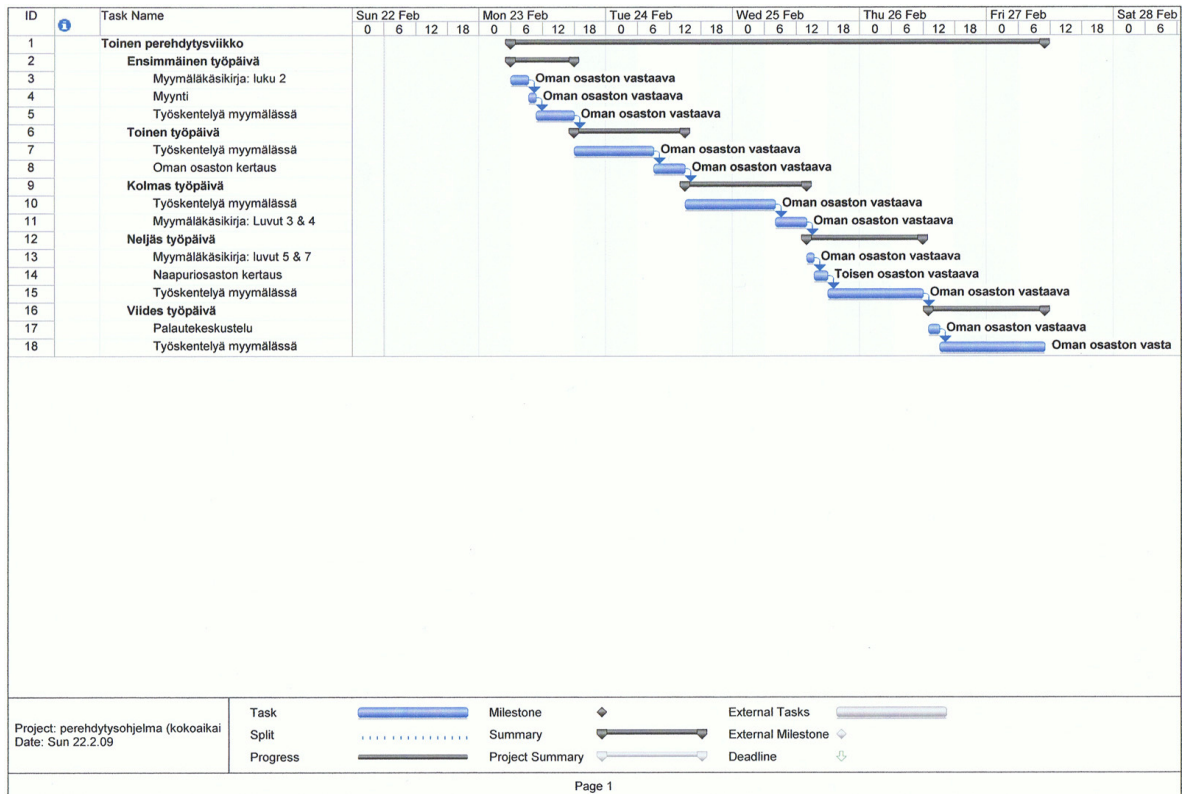 ID Task Name Sun 22 Feb Mon 23 Feb Tue 24 Feb Wed 25 Feb Thu 26 Feb Fri 27 Feb Sat 28 Feb
0 6 12 18 0 6 12 18 0 6 12 18 0 6 12 18 0 6 12 18 0 6 12 18 0 6
1 Toinen perehdytysviikko
2 Ensimmäinen työpäivä
3 Myymäläkäsikirja: luku 2 Oman osaston vastaava
4 Myynti Oman osaston vastaava
5 Työskentelyä myymälässä Oman osaston vastaava
6 Toinen työpäivä
7 Työskentelyä myymälässä Oman osaston vastaava
8 Oman osaston kertaus Oman osaston vastaava
9 Kolmas työpäivä
10 Työskentelyä myymälässä Oman osaston vastaava
11 Myymäläkäsikirja: Luvut 3 & 4 Oman osaston vastaava
12 Neljäs työpäivä
13 Myymäläkäsikirja: luvut 5 & 7 Oman osaston vastaava
14 Naapuriosaston kertaus Toisen osaston vastaava
15 Työskentelyä myymälässä Oman osaston vastaava
16 Viides työpäivä
17 Palautekeskustelu Oman osaston vastaava
18 Työskentelyä myymälässä Oman osaston vasta
Project: perehdytysohjelma (kokoaikai
Date: Sun 22.2.09
Task Milestone External Tasks
Split Summary External Milestone
Progress Project Summary Deadline
Page 1